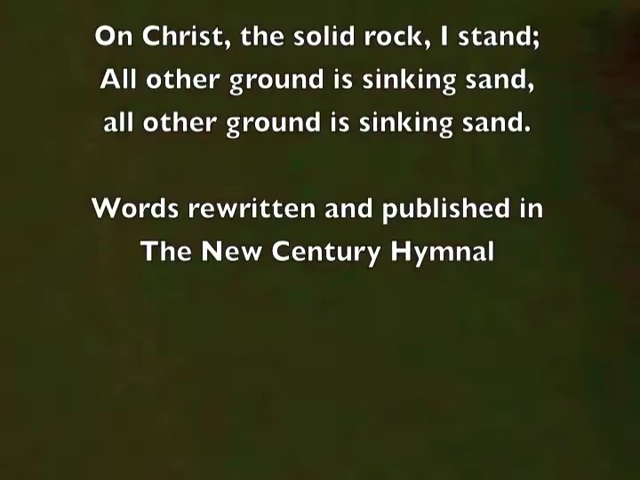 On Christ, the solid rock, I stand;
All other ground is sinking sand,
all other ground is sinking sand.
Words rewritten and published in
The New Century Hymnal